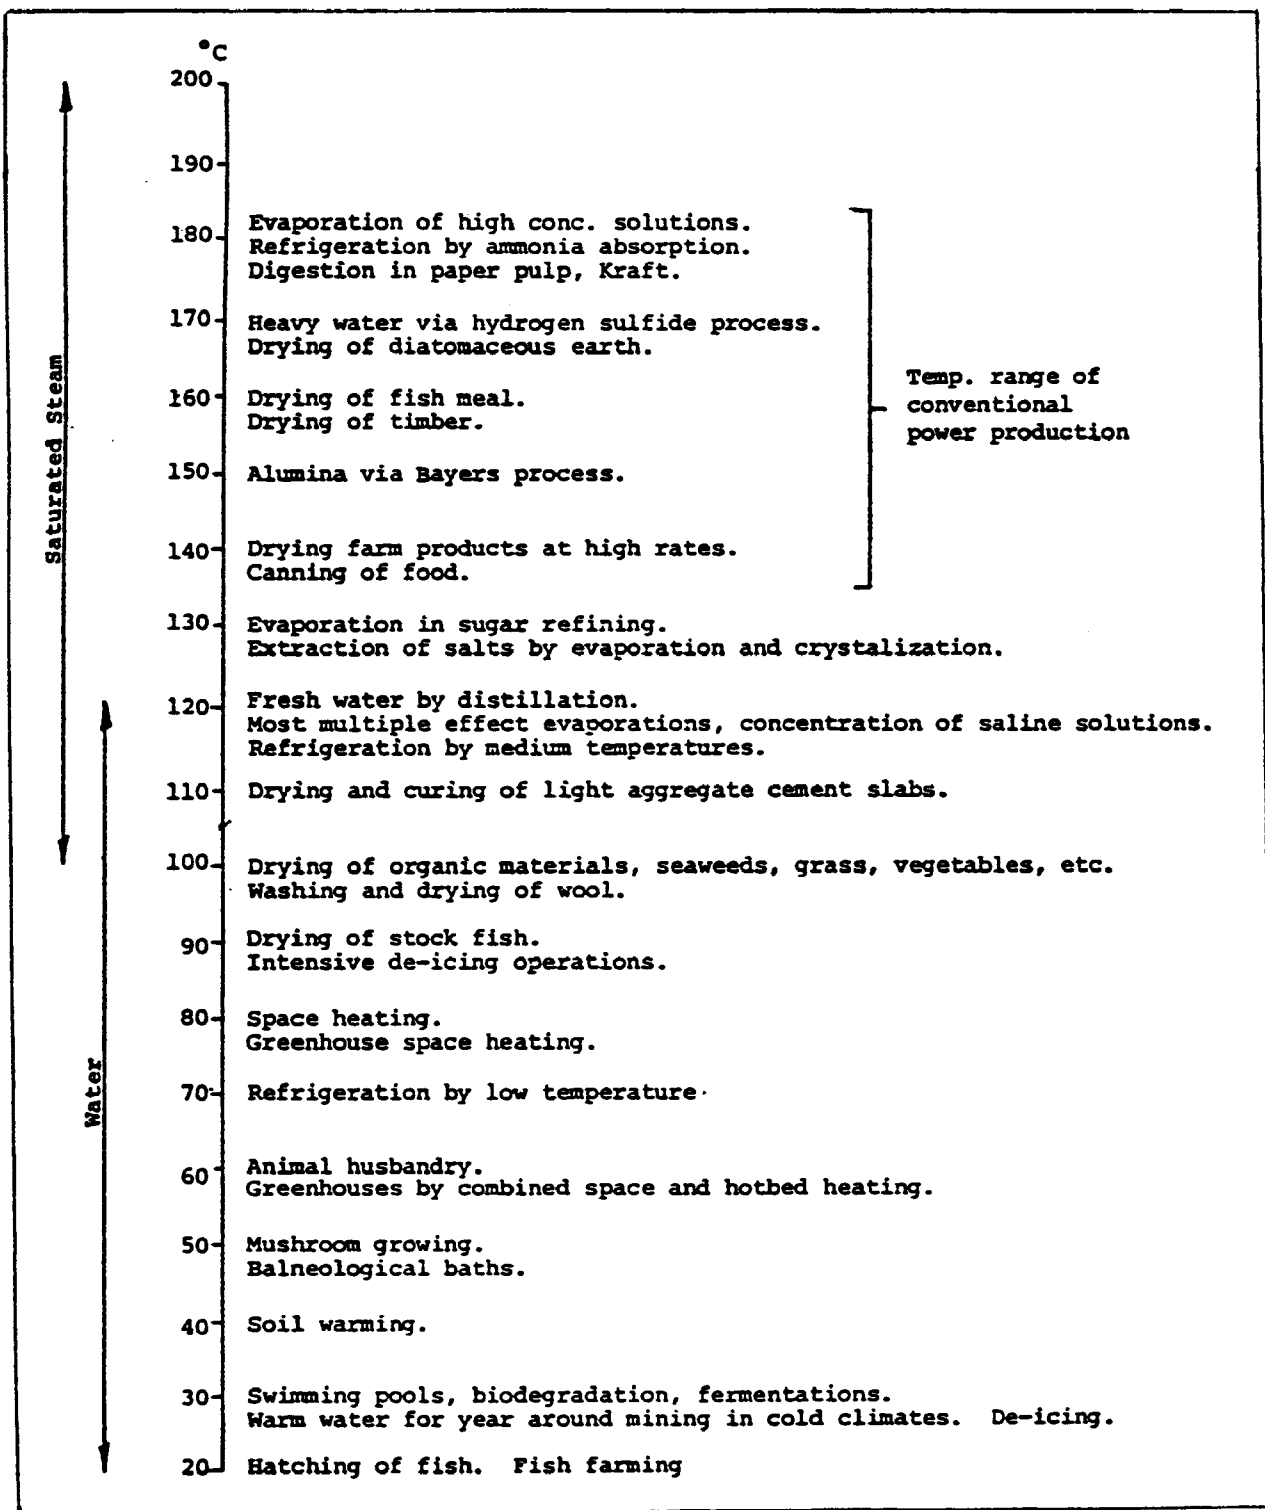 °C
200
190
Evaporation of high conc. solutions.
180
Refrigeration by ammonia absorption.
Digestion in paper pulp, Kraft.
170
Heavy water via hydrogen sulfide process.
Drying of diatomaceous earth.
Temp. range of
conventional
power production
160
Drying of fish meal.
Drying of timber.
150
Alumina via Bayers process.
Saturated Steam
140
Drying farm products at high rates.
Canning of food.
130
Evaporation in sugar refining.
Extraction of salts by evaporation and crystalization.
120
Fresh water by distillation.
Most multiple effect evaporations, concentration of saline solutions.
Refrigeration by medium temperatures.
110
Drying and curing of light aggregate cement slabs.
100
Drying of organic materials, seaweeds, grass, vegetables, etc.
Washing and drying of wool.
90
Drying of stock fish.
Intensive de-icing operations.
80
Space heating.
Greenhouse space heating.
70
Refrigeration by low temperature.
Water
60
Animal husbandry.
Greenhouses by combined space and hotbed heating.
50
Mushroom growing.
Balneological baths.
40
Soil warming.
30
Swimming pools, biodegradation, fermentations.
Warm water for year around mining in cold climates. De-icing.
20
Hatching of fish. Fish farming